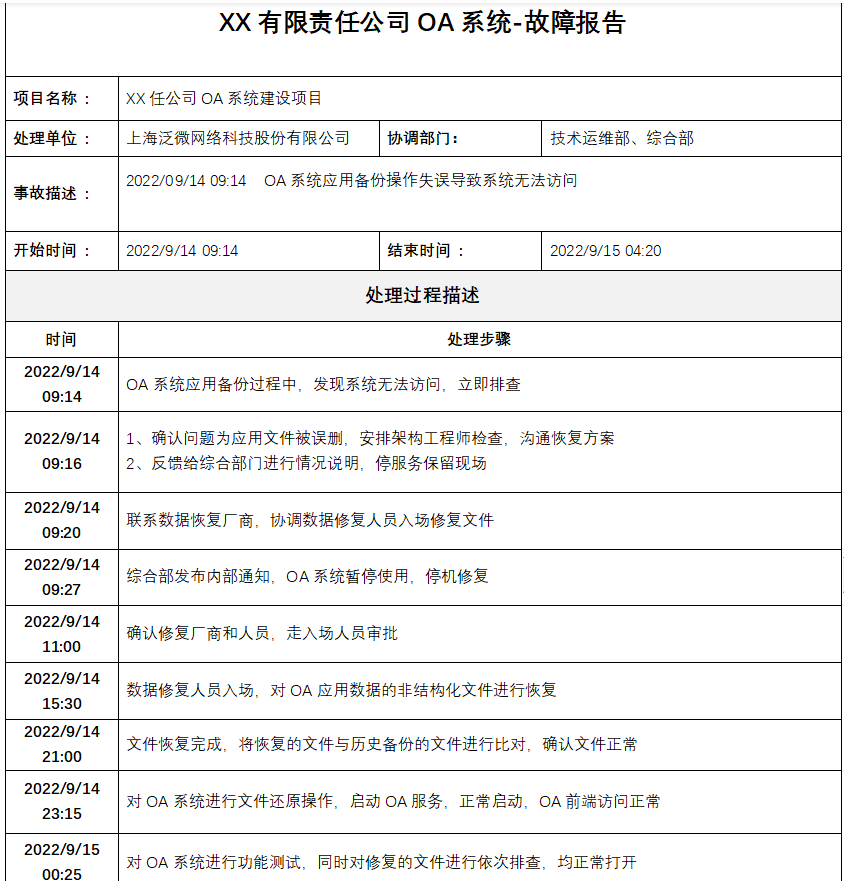 XX 有限责任公司 OA 系统-故障报告
项目名称 ： XX 任公司 OA 系统建设项目
处理单位 ： 上海泛微网络科技股份有限公司 协调部门： 技术运维部、综合部
事故描述 ： 2022/09/14 09:14 OA 系统应用备份操作失误导致系统无法访问
开始时间 ： 2022/9/14 09:14 结束时间 ： 2022/9/15 04:20
处理过程描述
时间 处理步骤
2022/9/14
09:14
OA 系统应用备份过程中，发现系统无法访问，立即排查
2022/9/14
09:16
1、确认问题为应用文件被误删，安排架构工程师检查，沟通恢复方案
2、反馈给综合部门进行情况说明，停服务保留现场
2022/9/14
09:20
联系数据恢复厂商，协调数据修复人员入场修复文件
2022/9/14
09:27
综合部发布内部通知，OA 系统暂停使用，停机修复
2022/9/14
11:00
确认修复厂商和人员，走入场人员审批
2022/9/14
15:30
数据修复人员入场，对 OA 应用数据的非结构化文件进行恢复
2022/9/14
21:00
文件恢复完成，将恢复的文件与历史备份的文件进行比对，确认文件正常
2022/9/14
23:15
对 OA 系统进行文件还原操作，启动 OA 服务，正常启动，OA 前端访问正常
2022/9/15
00:25
对 OA 系统进行功能测试，同时对修复的文件进行依次排查，均正常打开